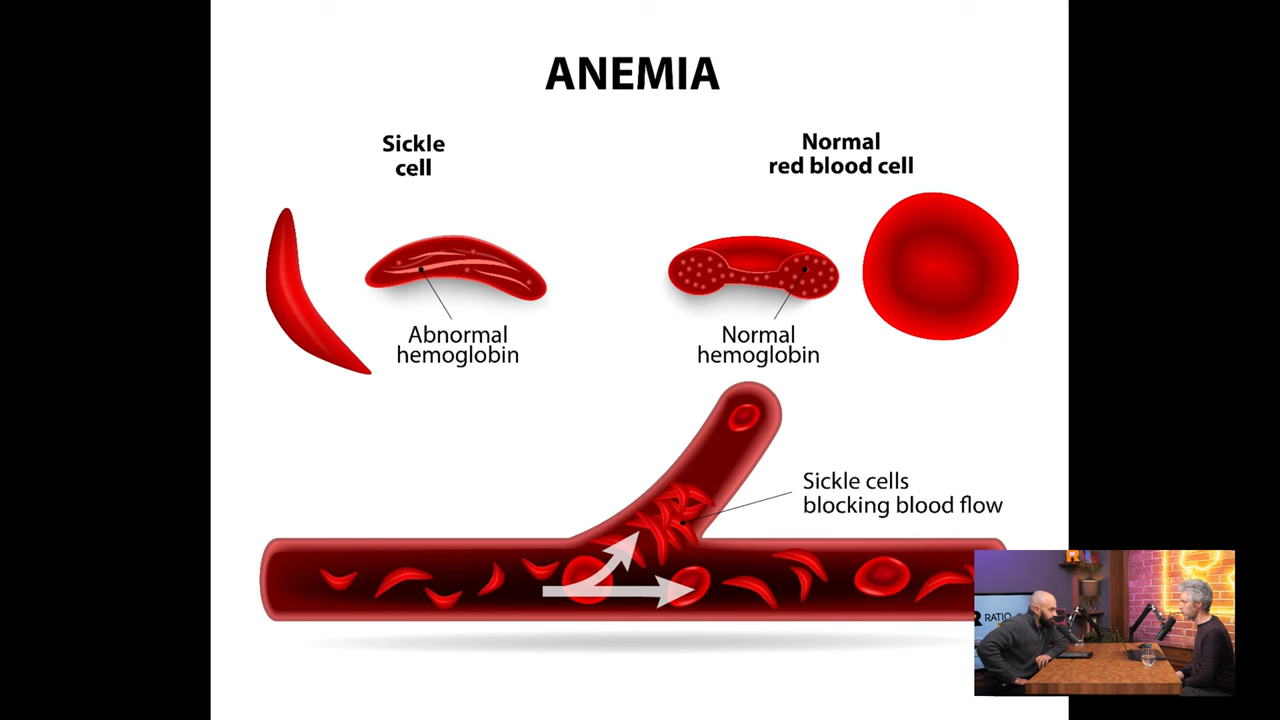 ANEMIA
Sickle
cell
Normal
red blood cell
Abnormal
hemoglobin
Normal
hemoglobin
Sickle cells
blocking blood flow
R
RATIO